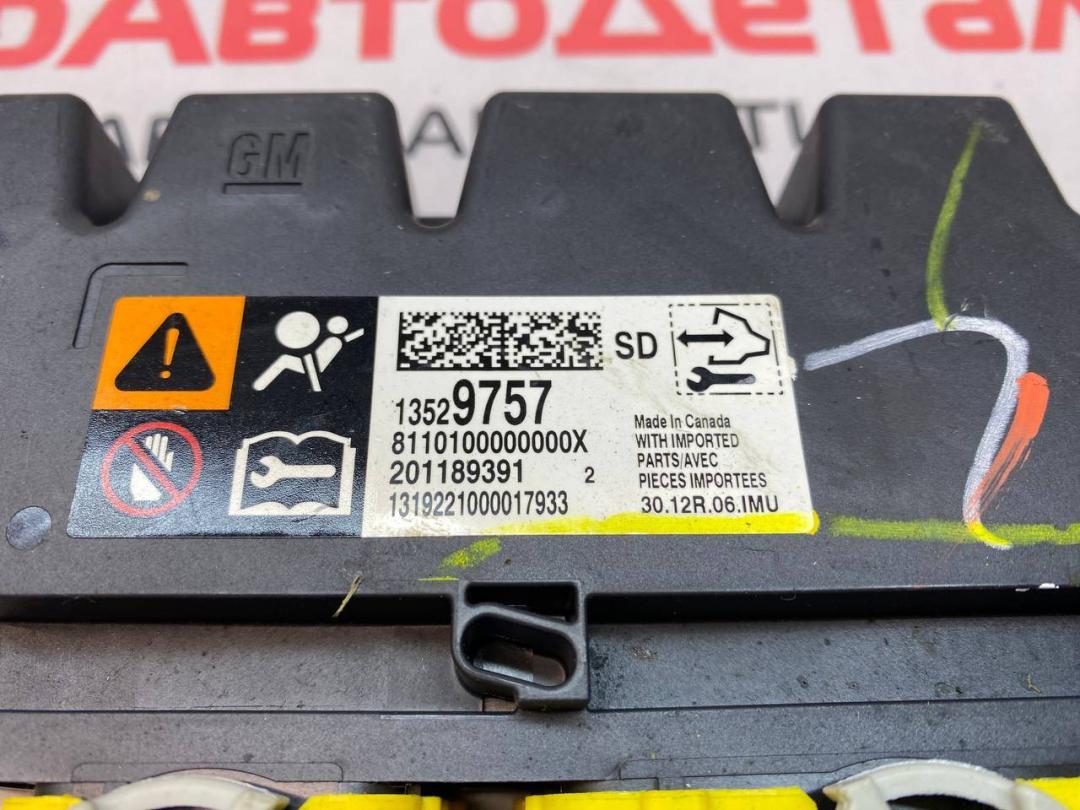 АВТОДЕТАЛ
GM
SD
13529757
8110100000000X
201189391 2
1319221000017933
Made In Canada
WITH IMPORTED
PARTS/AVEC
PIECES IMPORTEES
30.12R.06.IMU